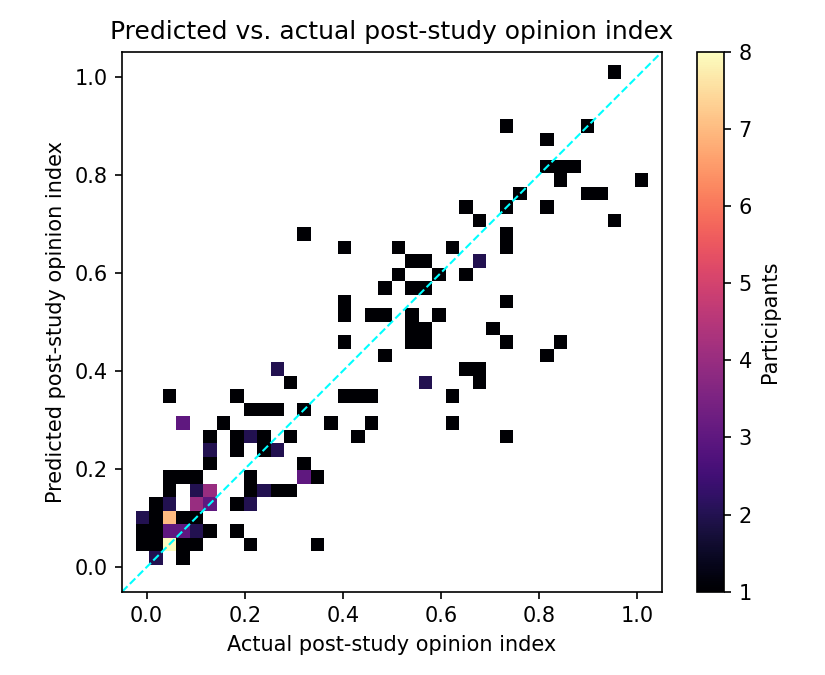 Predicted vs. actual post-study opinion index
1.0
0.8
0.6
0.4
0.2
0.0
Predicted post-study opinion index
0.0 0.2 0.4 0.6 0.8 1.0
Actual post-study opinion index
8
7
6
5
4
3
2
1
Participants